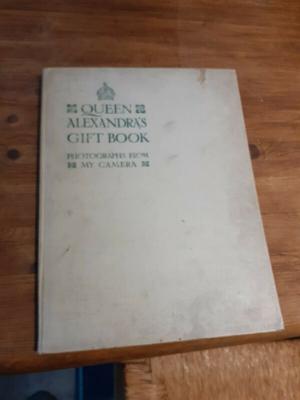 QUEEN
ALEXANDRA'S
GIFT BOOK
PHOTOGRAPHS FROM
MY CAMERA